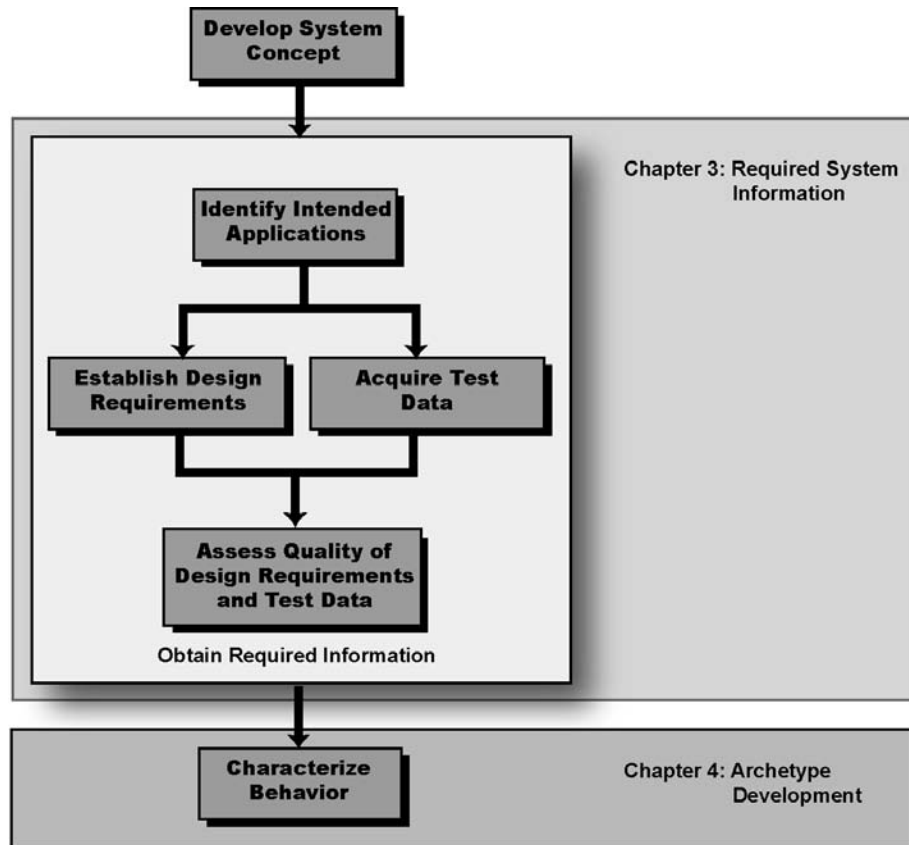 Develop System
Concept
Chapter 3: Required System
Information
Identify Intended
Applications
Establish Design
Requirements
Acquire Test
Data
Assess Quality of
Design Requirements
and Test Data
Obtain Required Information
Characterize
Behavior
Chapter 4: Archetype
Development